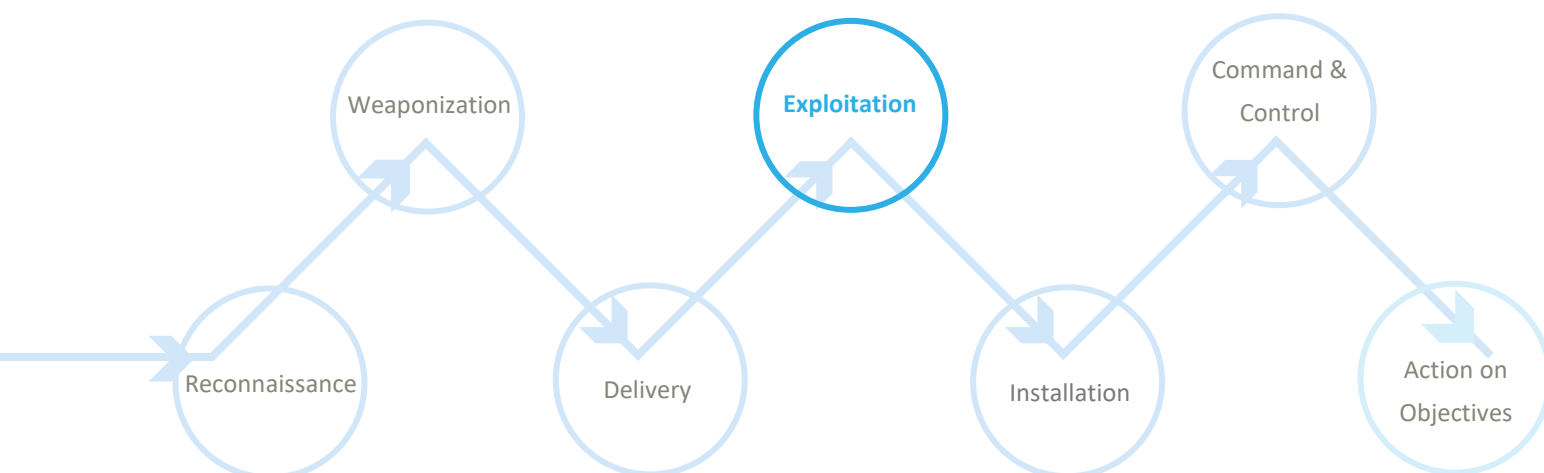 Reconnaissance
Weaponization
Delivery
Exploitation
Installation
Command &
Control
Action on
Objectives